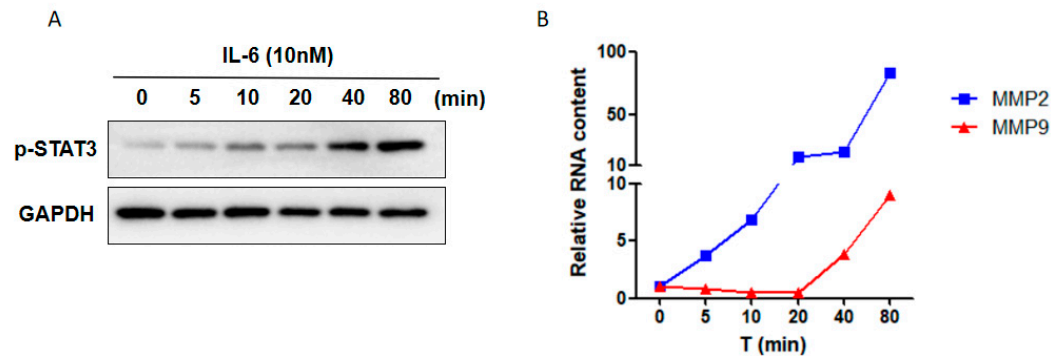 A
IL-6 (10nM)
0 5 10 20 40 80 (min)
p-STAT3
GAPDH
B
100
50
10
10
5
0
Relative RNA content
0 5 10 20 40 80
T (min)
MMP2
MMP9